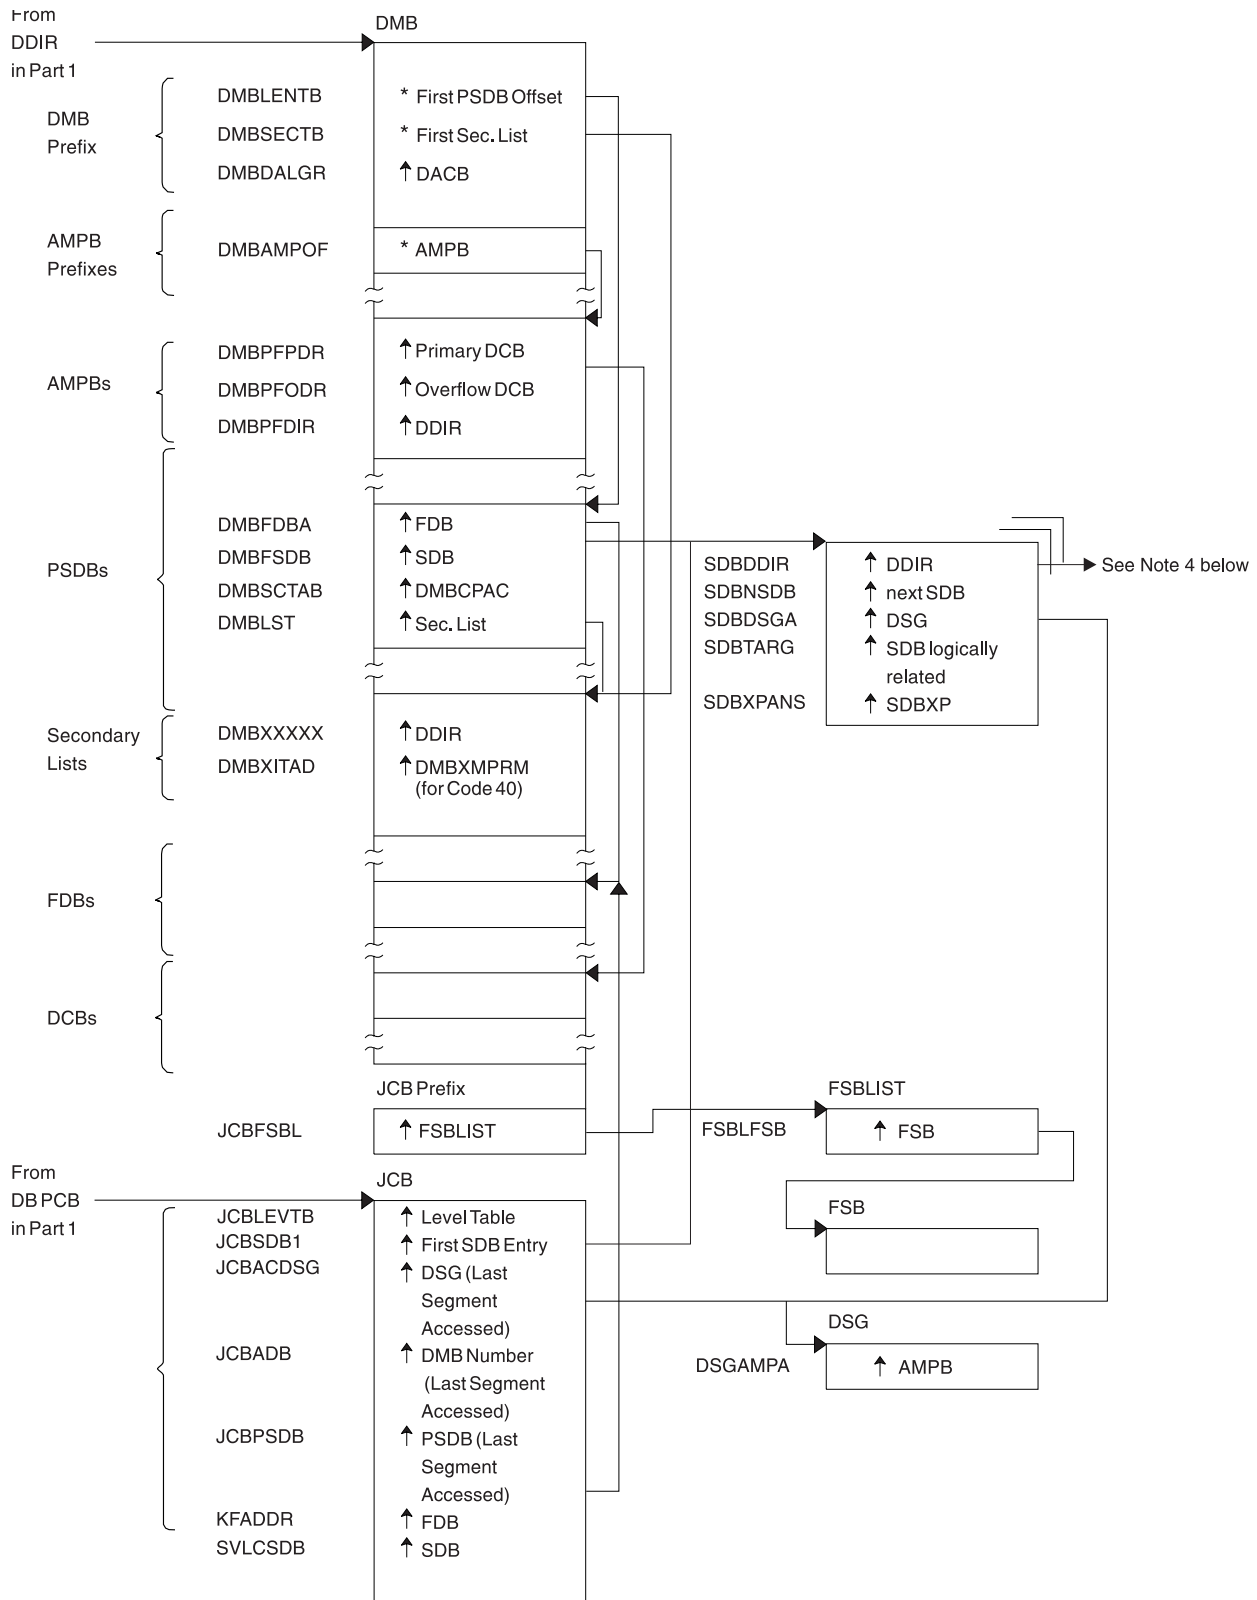 From
DDIR
in Part 1
DMB
DMB
Prefix
DMBLENTB * First PSDB Offset
DMBSECTB * First Sec. List
DMBDALGR ↑ DACB
AMPB
Prefixes
DMBAMPOF * AMPB
AMPBs
DMBPFPDR ↑ Primary DCB
DMBPFODR ↑ Overflow DCB
DMBPFDIR ↑ DDIR
PSDBs
DMBFDBA ↑ FDB
DMBFSDB ↑ SDB
DMBSCTAB ↑ DMBCPAC
DMBLST ↑ Sec. List
SDBDDIR ↑ DDIR
See Note 4 below
SDBNSDB ↑ next SDB
SDBDSGA ↑ DSG
SDBTARG ↑ SDB logically
related
SDBXPANS ↑ SDBXP
Secondary
Lists
DMBXXXXX ↑ DDIR
DMBXITAD ↑ DMBXMPRM
(for Code 40)
FDBs
DCBs
JCB Prefix
JCBFSBL ↑ FSBLIST
FSBLIST
FSBLFSB ↑ FSB
FSB
From
DB PCB
in Part 1
JCB
JCBLEVTB ↑ Level Table
JCBSDB1 ↑ First SDB Entry
JCBACDSG ↑ DSG (Last
Segment
Accessed)
JCBADB ↑ DMB Number
(Last Segment
Accessed)
JCBPSDB ↑ PSDB (Last
Segment
Accessed)
KFADDR ↑ FDB
SVLCSDB ↑ SDB
DSG
DSGAMPA ↑ AMPB